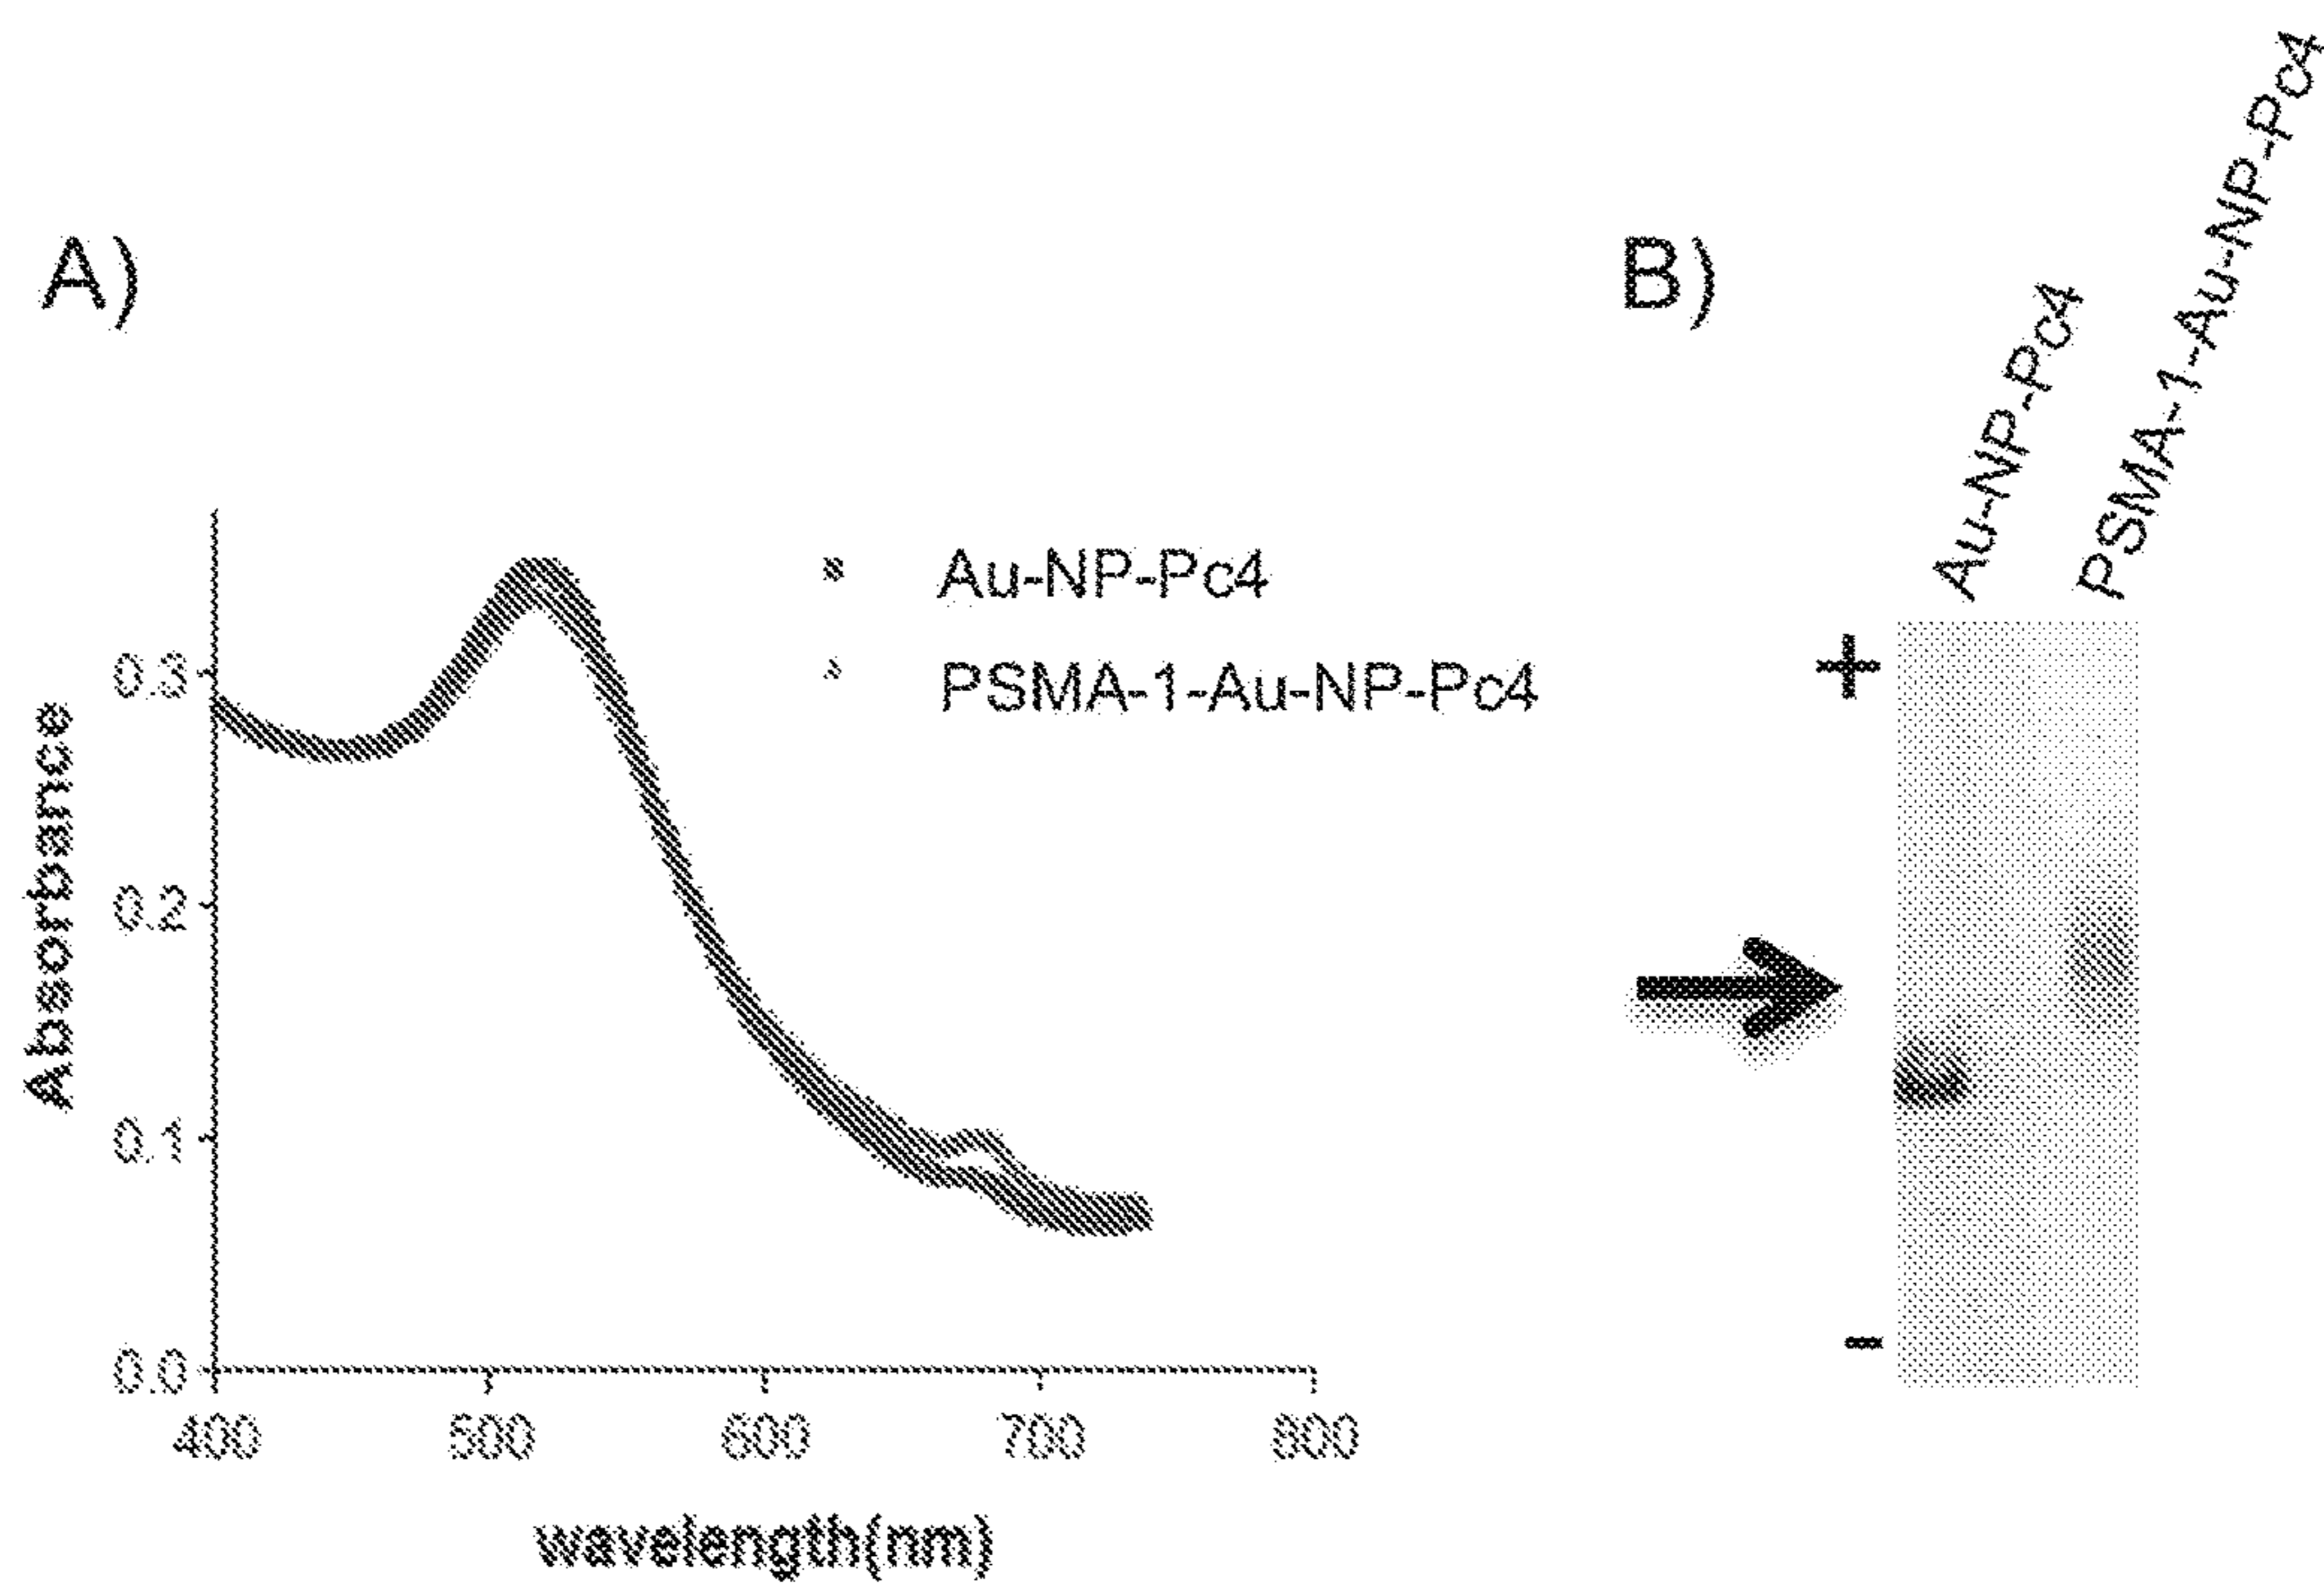 A)
Absorbance
0.3
0.2
0.1
0.0
400 500 600 700 800
wavelength(nm)
Au-NP-Pc4
PSMA-1-Au-NP-Pc4
B)
Au-NP-Pc4
PSMA-1-Au-NP-Pc4
+
-